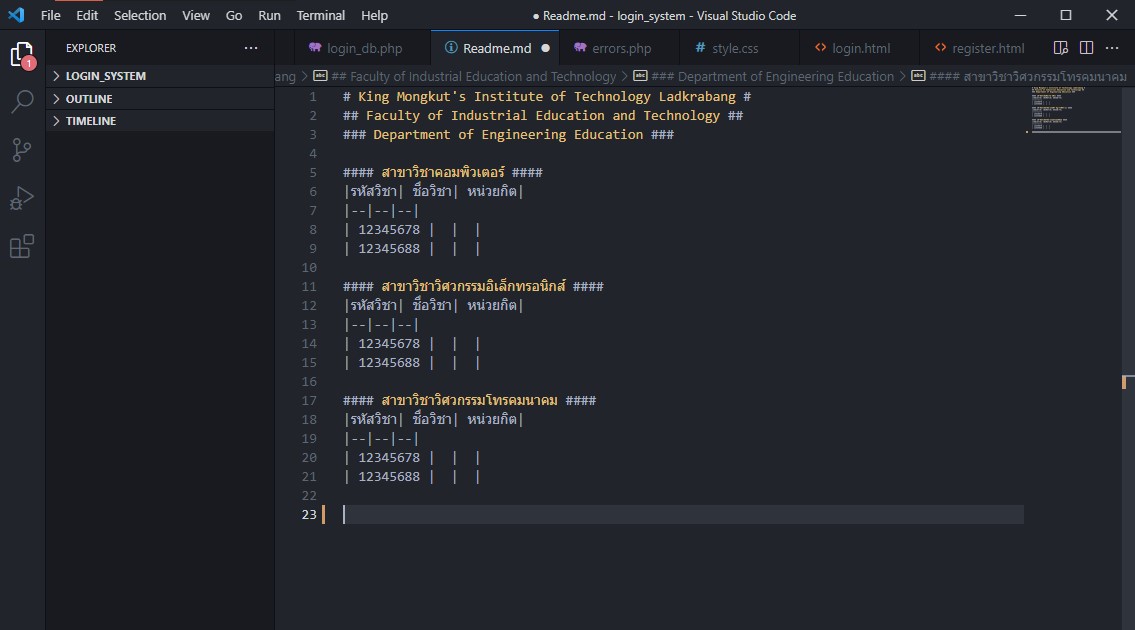 File Edit Selection View Go Run Terminal Help
● Readme.md - login_system - Visual Studio Code
1
EXPLORER ...
LOGIN_SYSTEM
OUTLINE
TIMELINE
login_db.php Readme.md errors.php style.css login.html register.html
ang > ## Faculty of Industrial Education and Technology > ### Department of Engineering Education > #### สาขาวิชาวิศวกรรมโทรคมนาคม
1 # King Mongkut's Institute of Technology Ladkrabang #
2 ## Faculty of Industrial Education and Technology ##
3 ### Department of Engineering Education ###
4
5 #### สาขาวิชาคอมพิวเตอร์ ####
6 |รหัสวิชา| ชื่อวิชา| หน่วยกิต|
7 |--|--|--|
8 | 12345678 | | |
9 | 12345688 | | |
10
11 #### สาขาวิชาวิศวกรรมอิเล็กทรอนิกส์ ####
12 |รหัสวิชา| ชื่อวิชา| หน่วยกิต|
13 |--|--|--|
14 | 12345678 | | |
15 | 12345688 | | |
16
17 #### สาขาวิชาวิศวกรรมโทรคมนาคม ####
18 |รหัสวิชา| ชื่อวิชา| หน่วยกิต|
19 |--|--|--|
20 | 12345678 | | |
21 | 12345688 | | |
22
23